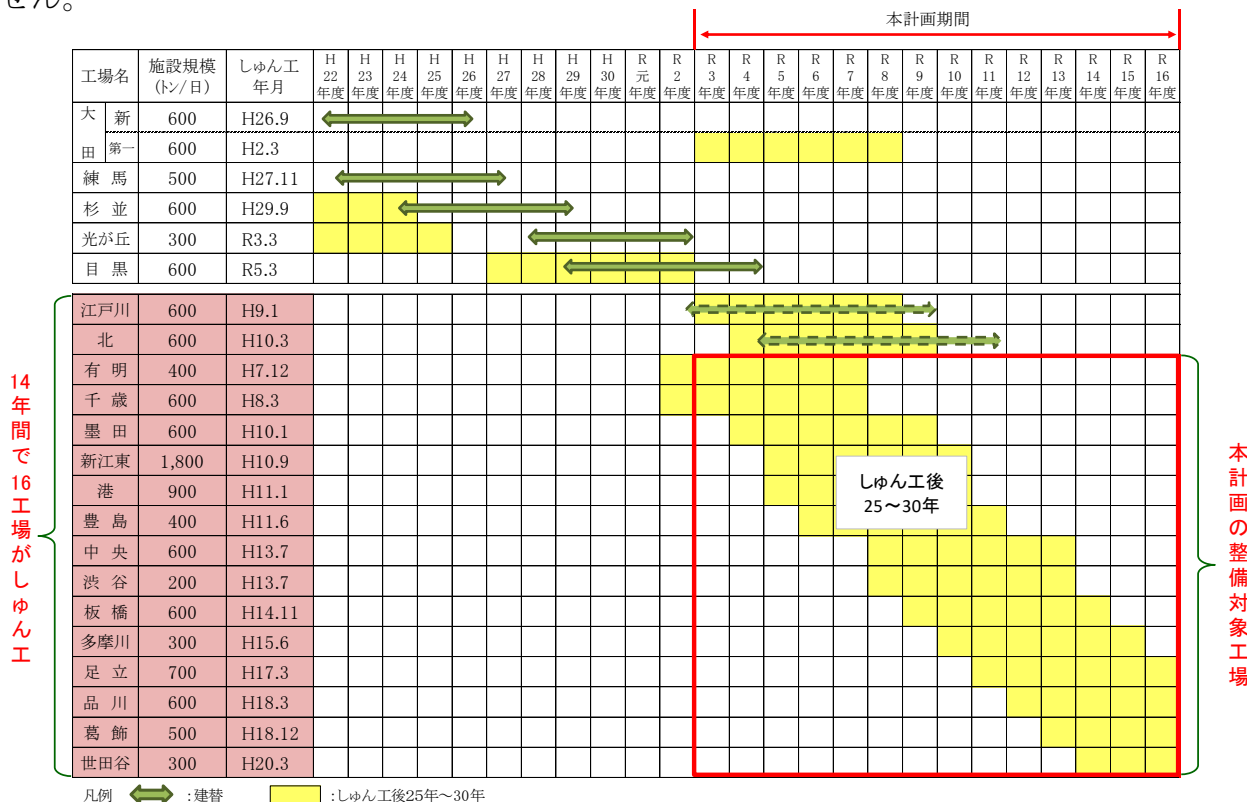 せん。
本計画期間
工場名 施設規模(トン/日) しゅん工年月 H22年度 H23年度 H24年度 H25年度 H26年度 H27年度 H28年度 H29年度 H30年度 R元年度 R2年度 R3年度 R4年度 R5年度 R6年度 R7年度 R8年度 R9年度 R10年度 R11年度 R12年度 R13年度 R14年度 R15年度 R16年度
大田 新 600 H26.9
第一 600 H2.3
練馬 500 H27.11
杉並 600 H29.9
光が丘 300 R3.3
目黒 600 R5.3
江戸川 600 H9.1
北 600 H10.3
有明 400 H7.12
千歳 600 H8.3
墨田 600 H10.1
新江東 1,800 H10.9
港 900 H11.1
豊島 400 H11.6
中央 600 H13.7
渋谷 200 H13.7
板橋 600 H14.11
多摩川 300 H15.6
足立 700 H17.3
品川 600 H18.3
葛飾 500 H18.12
世田谷 300 H20.3
しゅん工後
25～30年
14年間で16工場がしゅん工
本計画の整備対象工場
凡例 :建替 :しゅん工後25年～30年